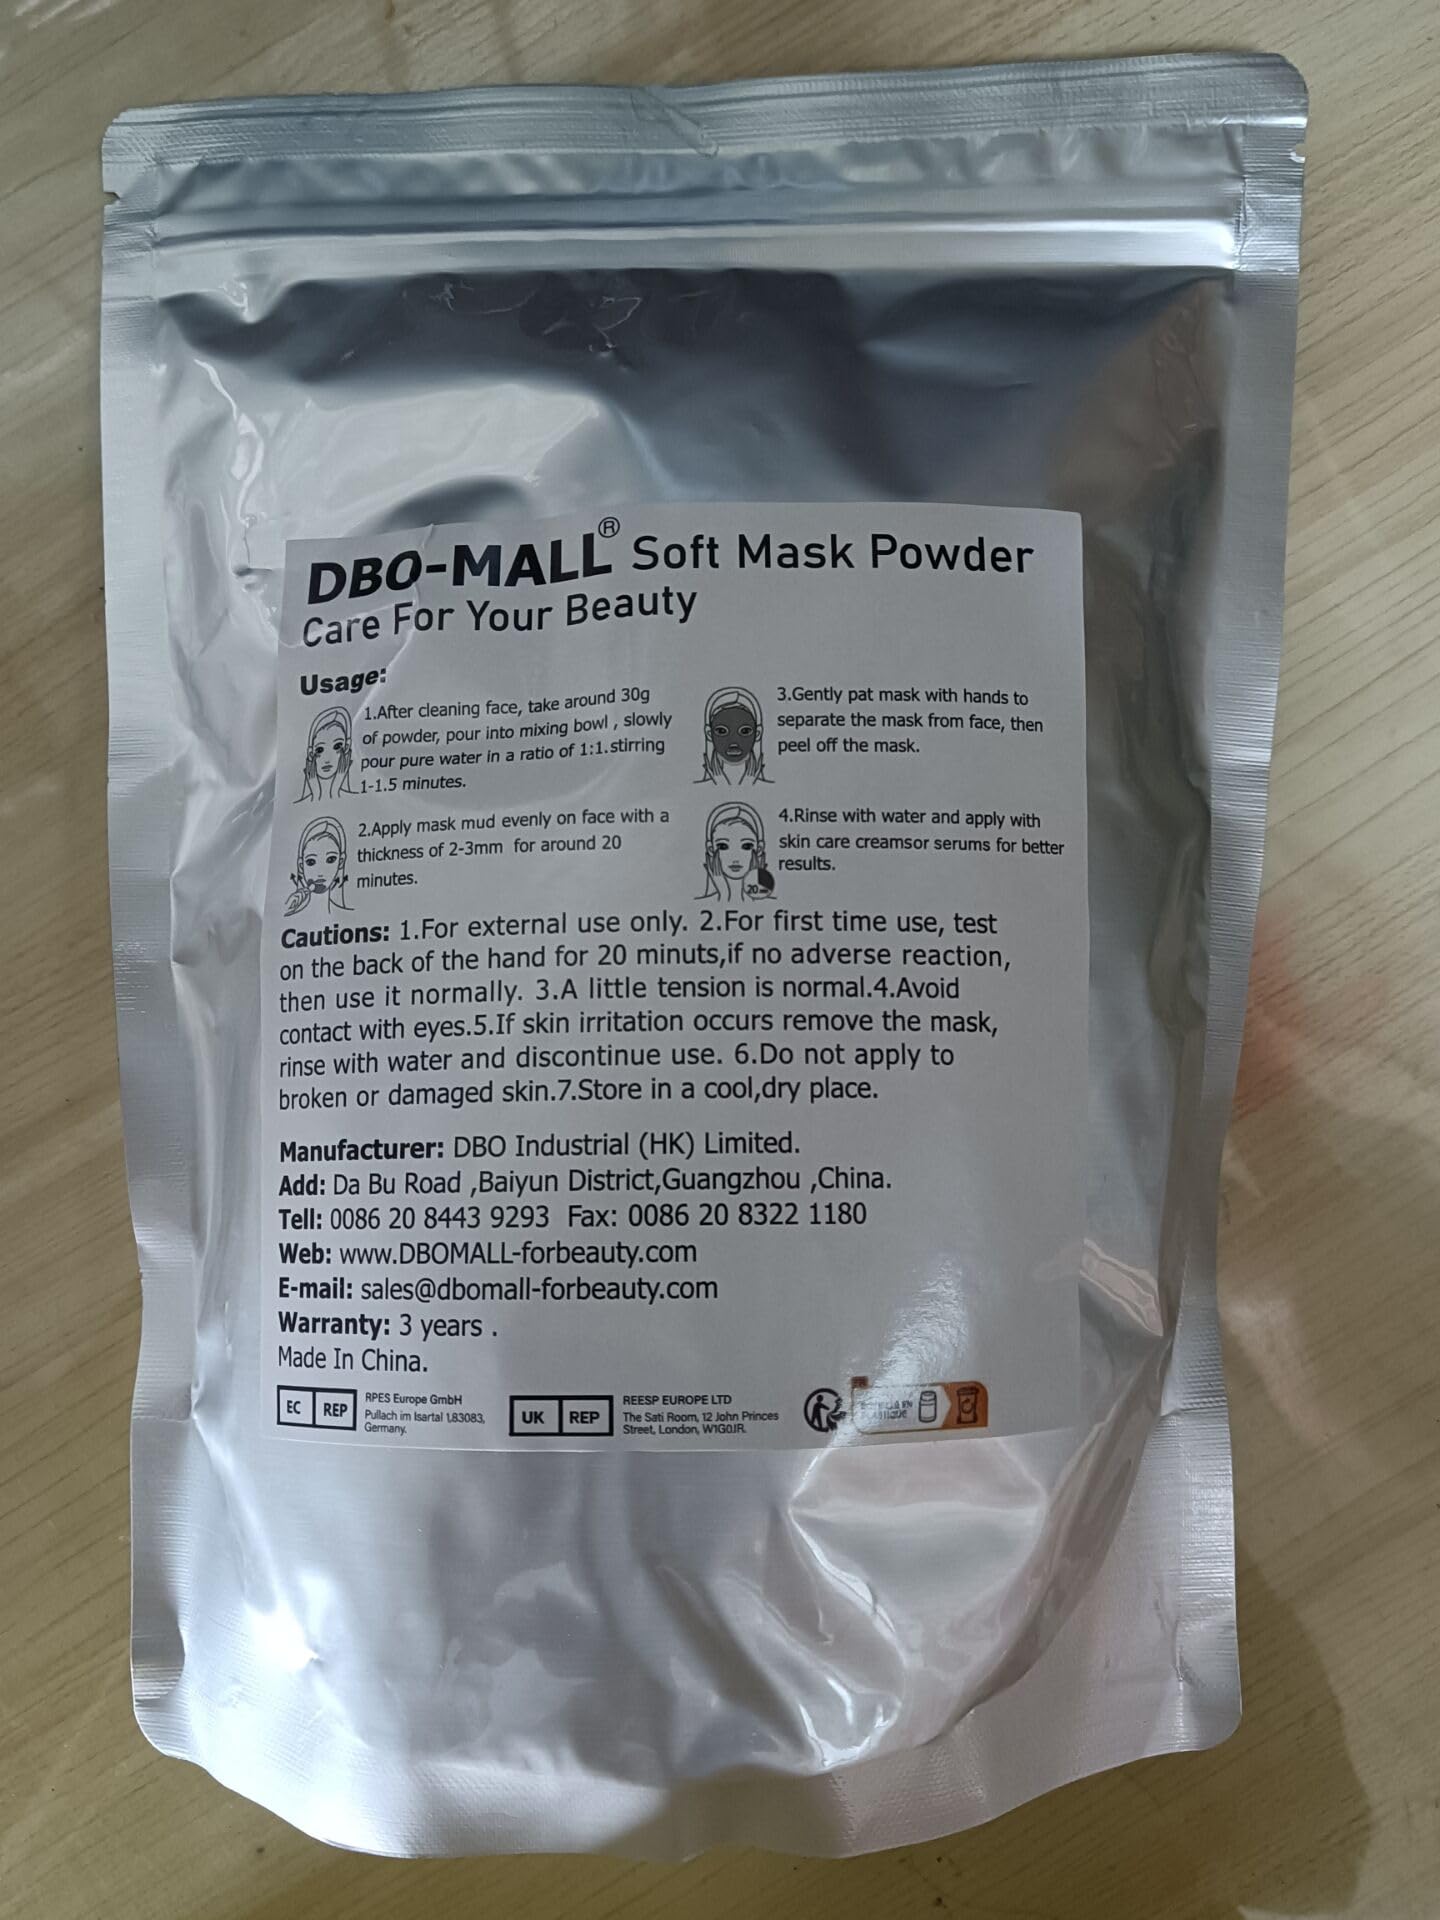 DBO-MALL® Soft Mask Powder
Care For Your Beauty
Usage:
1.After cleaning face, take around 30g
of powder, pour into mixing bowl , slowly
pour pure water in a ratio of 1:1.stirring
1-1.5 minutes.
2.Apply mask mud evenly on face with a
thickness of 2-3mm for around 20
minutes.
3.Gently pat mask with hands to
separate the mask from face, then
peel off the mask.
4.Rinse with water and apply with
skin care creamsor serums for better
results.
20
Cautions: 1.For external use only. 2.For first time use, test
on the back of the hand for 20 minuts,if no adverse reaction,
then use it normally. 3.A little tension is normal.4.Avoid
contact with eyes.5.If skin irritation occurs remove the mask,
rinse with water and discontinue use. 6.Do not apply to
broken or damaged skin.7.Store in a cool,dry place.
Manufacturer: DBO Industrial (HK) Limited.
Add: Da Bu Road ,Baiyun District,Guangzhou ,China.
Tell: 0086 20 8443 9293 Fax: 0086 20 8322 1180
Web: www.DBOMALL-forbeauty.com
E-mail: sales@dbomall-forbeauty.com
Warranty: 3 years .
Made In China.
EC REP
RPES Europe GmbH
Pullach im Isartal 1,83083,
Germany.
UK REP
REESP EUROPE LTD
The Sati Room, 12 John Princes
Street, London, W1G0JR.
FR
EN
PLASTIQUE